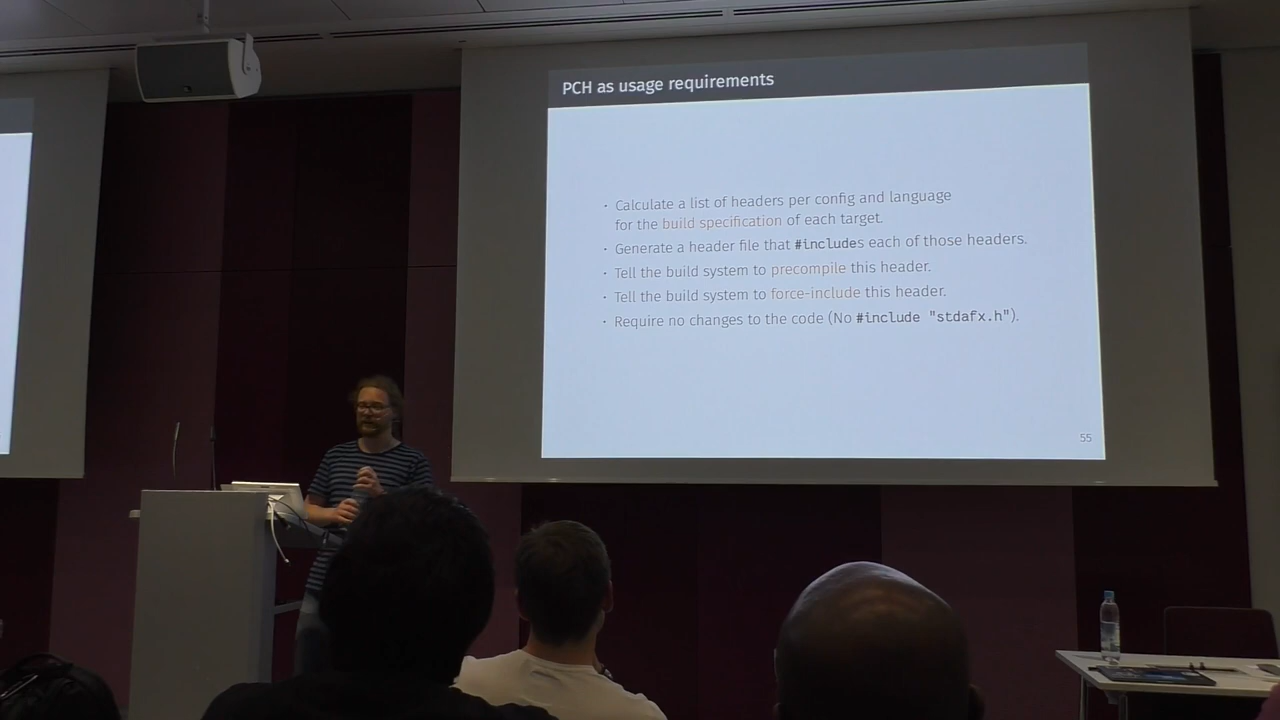 PCH as usage requirements
· Calculate a list of headers per config and language
for the build specification of each target.
· Generate a header file that #includes each of those headers.
· Tell the build system to precompile this header.
· Tell the build system to force-include this header.
· Require no changes to the code (No #include "stdafx.h").
55